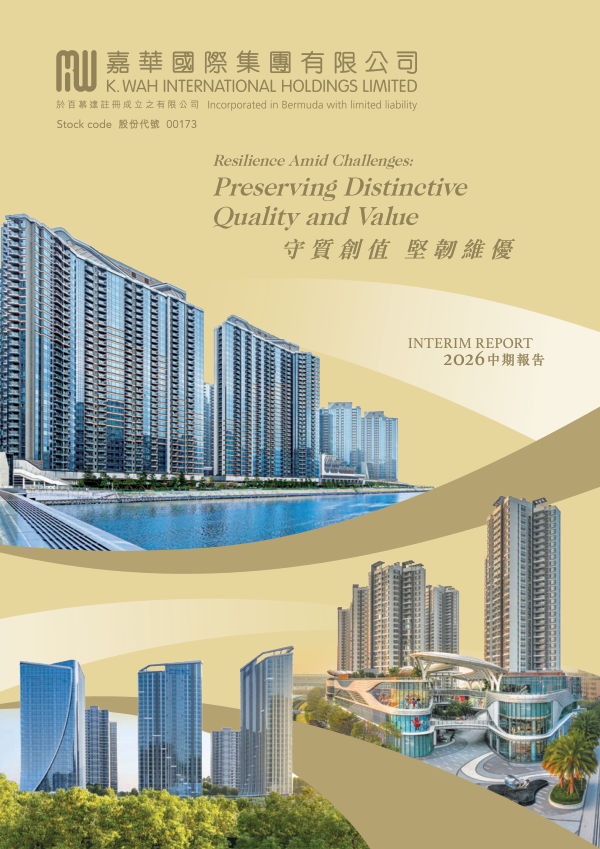 嘉華國際集團有限公司
K. WAH INTERNATIONAL HOLDINGS LIMITED
於百慕達註冊成立之有限公司 Incorporated in Bermuda with limited liability
Stock code 股份代號 00173
Resilience Amid Challenges:
Preserving Distinctive
Quality and Value
守質創值 堅韌維優
INTERIM REPORT
2026中期報告